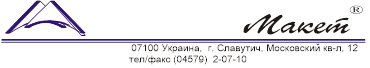 Макет®
07100 Украина, г. Славутич, Московский кв-л, 12
тел/факс (04579) 2-07-10